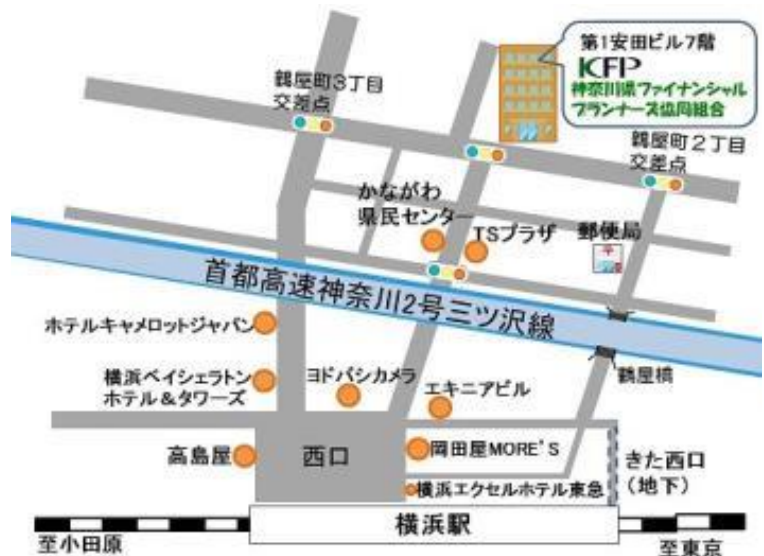 第1安田ビル7階
KFP
神奈川県ファイナンシャル
プランナーズ協同組合
鶴屋町3丁目
交差点
鶴屋町2丁目
交差点
かながわ
県民センター
TSプラザ
郵便局
首都高速神奈川2号三ツ沢線
ホテルキャメロットジャパン
横浜ベイシェラトン
ホテル&タワーズ
ヨドバシカメラ
エキニアビル
鶴屋橋
高島屋
西口
岡田屋MORE'S
きた西口
(地下)
横浜エクセルホテル東急
横浜駅
至小田原
至東京